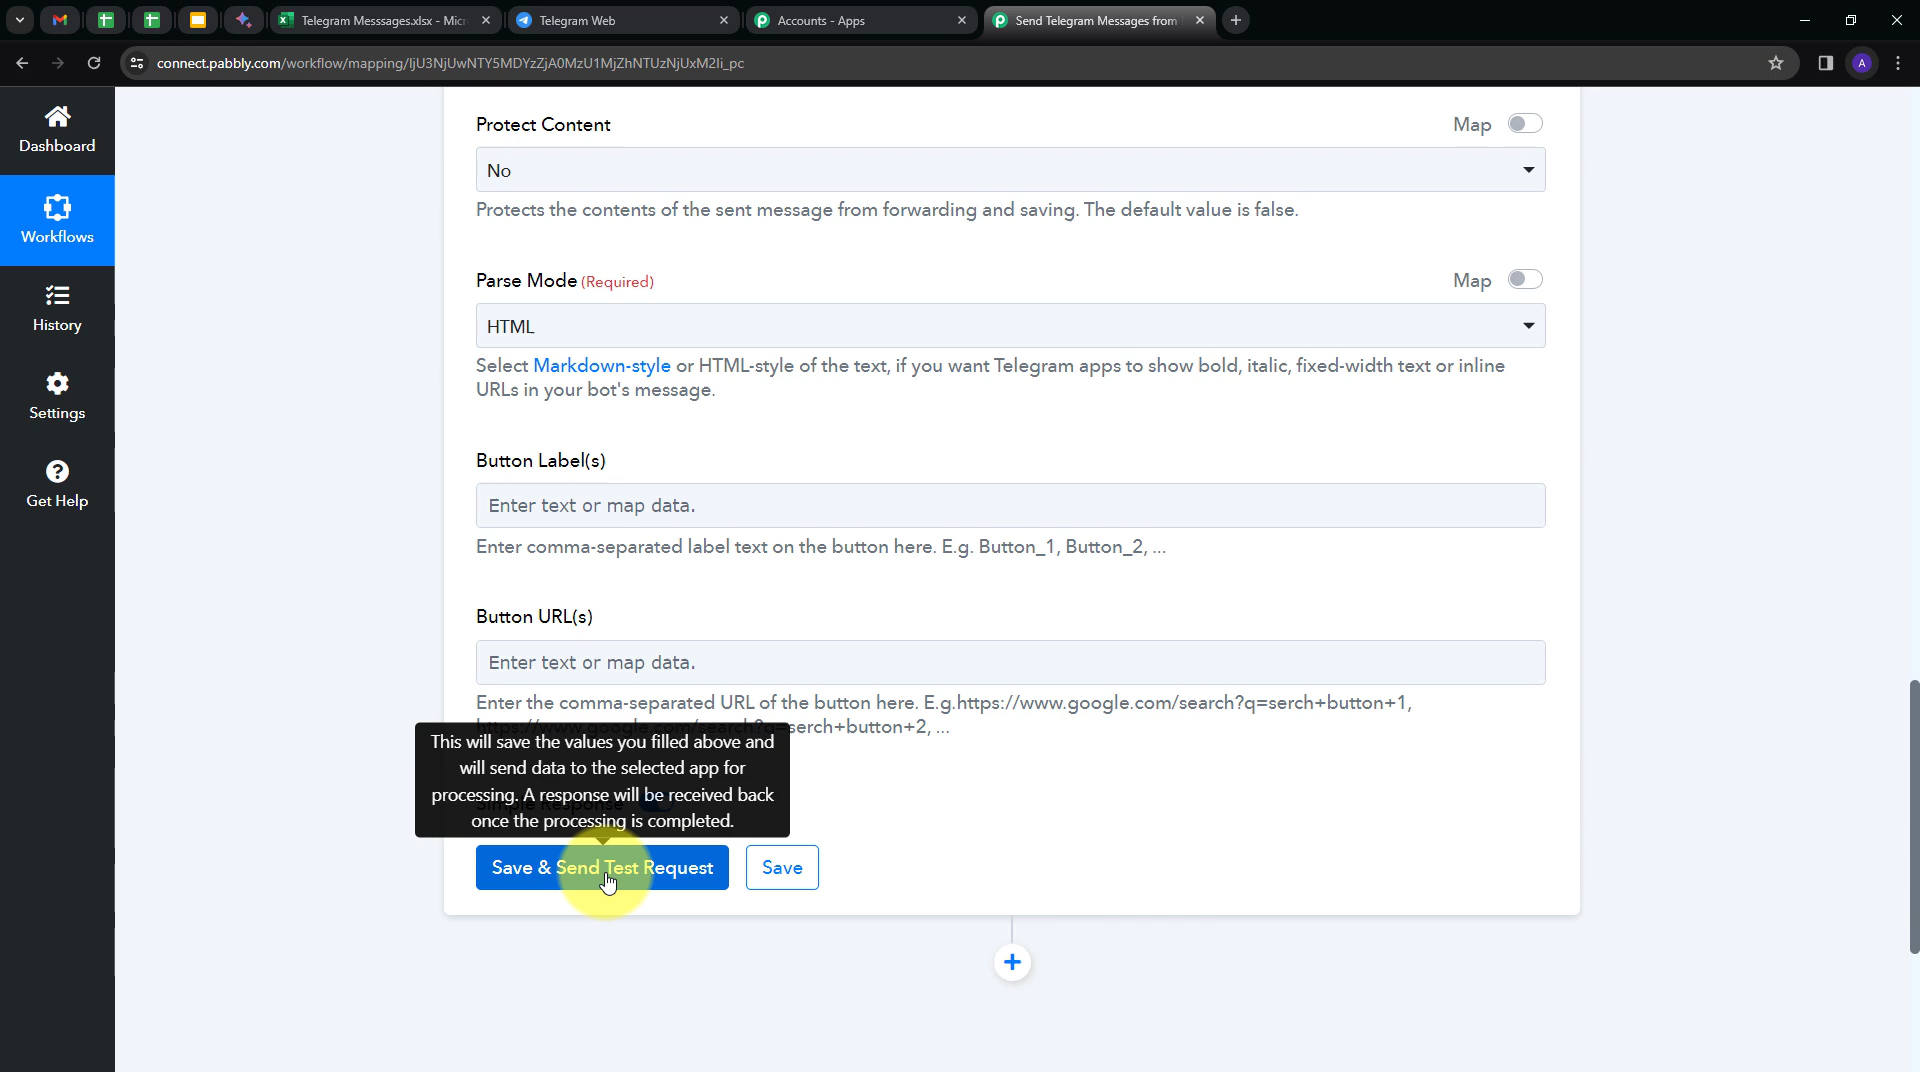 Telegram Messsages.xlsx - Mic
Telegram Web
Accounts - Apps
Send Telegram Messages from
connect.pabbly.com/workflow/mapping/IjU3NjUwNTY5MDYzZjA0MzU1MjZhNTUzNjUxM2Ii_pc
A
Dashboard
Workflows
History
Settings
Get Help
Protect Content
Map
No
Protects the contents of the sent message from forwarding and saving. The default value is false.
Parse Mode (Required)
Map
HTML
Select Markdown-style or HTML-style of the text, if you want Telegram apps to show bold, italic, fixed-width text or inline
URLs in your bot's message.
Button Label(s)
Enter text or map data.
Enter comma-separated label text on the button here. E.g. Button_1, Button_2, ...
Button URL(s)
Enter text or map data.
Enter the comma-separated URL of the button here. E.g.https://www.google.com/search?q=serch+button+1,
https://www.google.com/search?q=serch+button+2, ...
This will save the values you filled above and
will send data to the selected app for
processing. A response will be received back
once the processing is completed.
Simple Response
Save & Send Test Request
Save